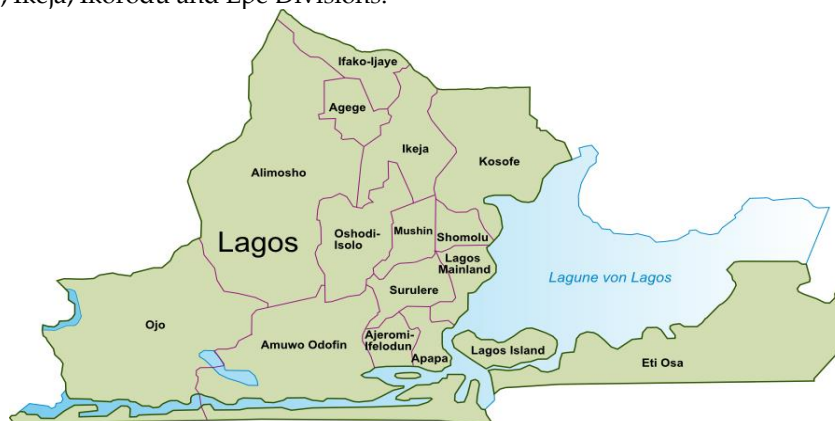 , Ikeja, Ikorodu and Epe Divisions.
Ifako-Ijaye
Agege
Ikeja
Kosofe
Alimosho
Lagos
Oshodi-
Isolo
Mushin
Shomolu
Lagos
Mainland
Lagune von Lagos
Surulere
Ojo
Amuwo Odofin
Ajeromi-
Ifelodun
Apapa
Lagos Island
Eti Osa